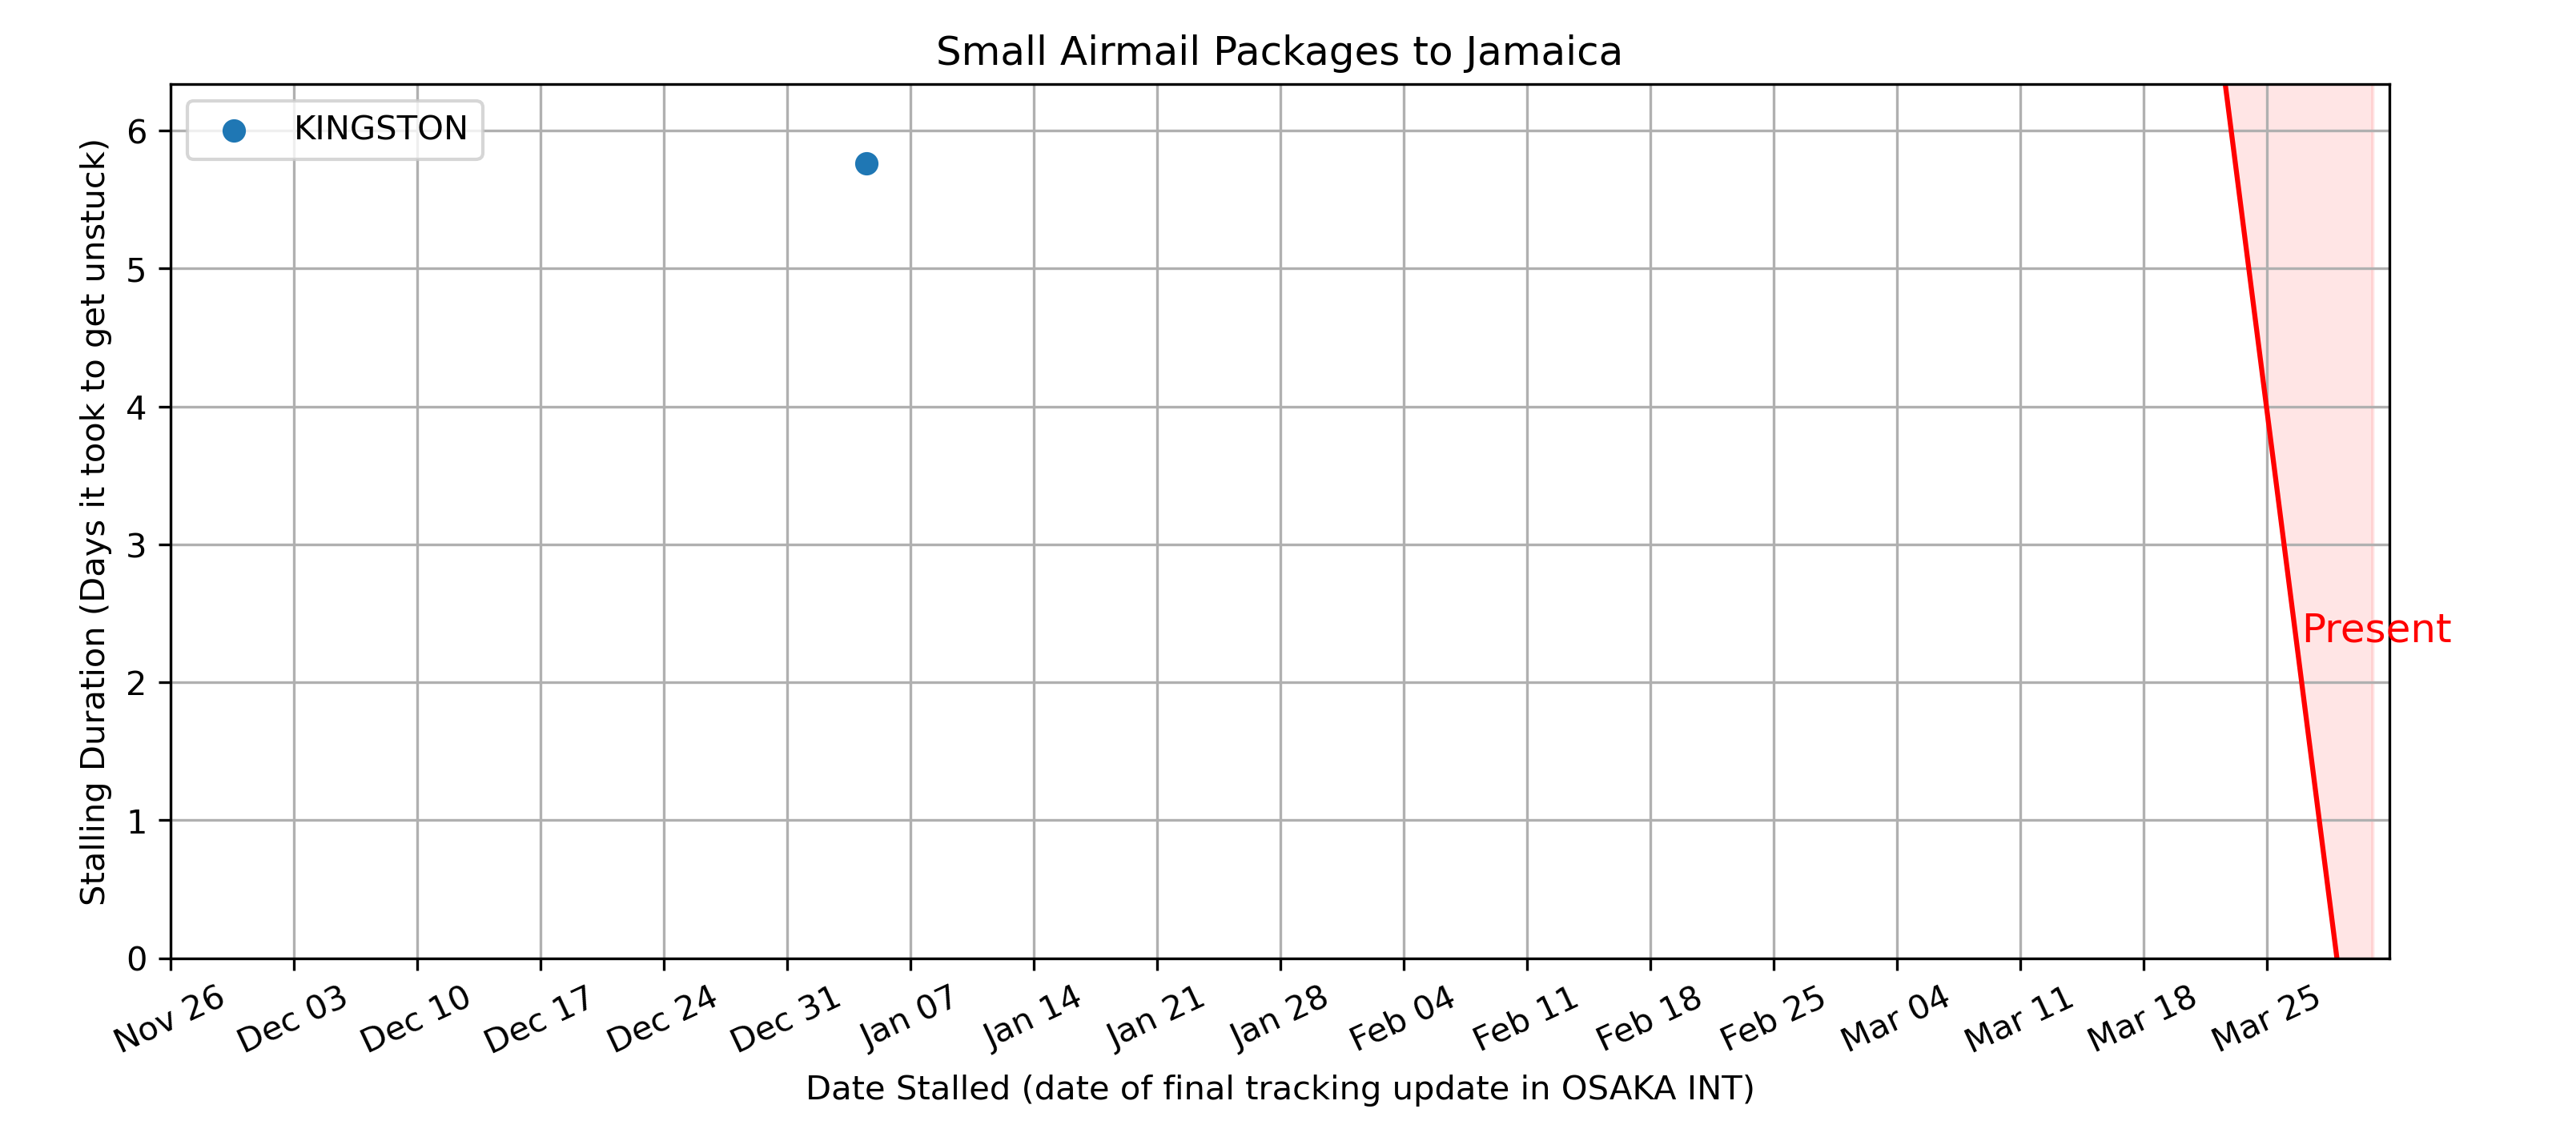 Small Airmail Packages to Jamaica
KINGSTON
Stalling Duration (Days it took to get unstuck)
6
5
4
3
2
1
0
Present
Nov 26 Dec 03 Dec 10 Dec 17 Dec 24 Dec 31 Jan 07 Jan 14 Jan 21 Jan 28 Feb 04 Feb 11 Feb 18 Feb 25 Mar 04 Mar 11 Mar 18 Mar 25
Date Stalled (date of final tracking update in OSAKA INT)